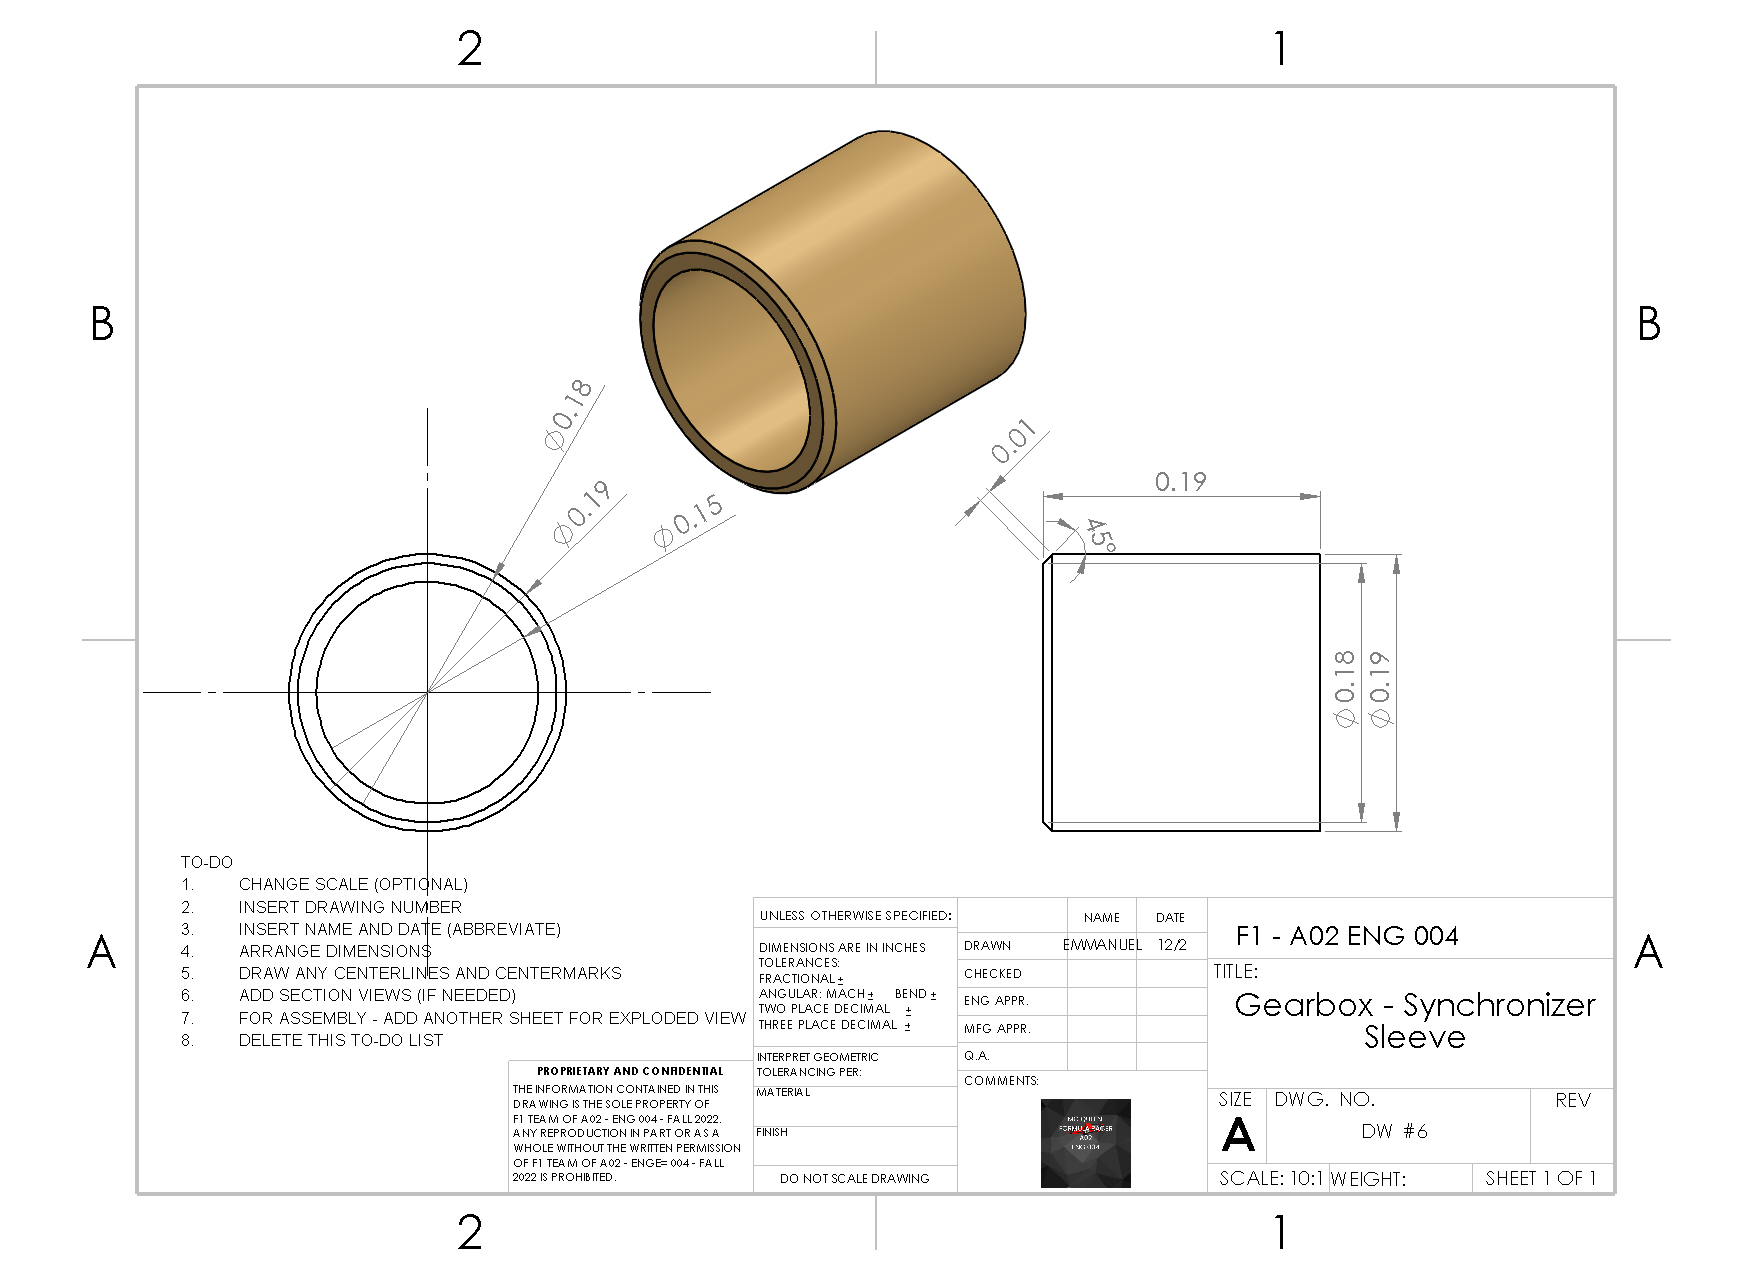 2
1
B
B
Ø0.18
Ø0.19
Ø0.15
0.01
0.19
45°
Ø0.18
Ø0.19
A
A
TO-DO
1. CHANGE SCALE (OPTIONAL)
2. INSERT DRAWING NUMBER
3. INSERT NAME AND DATE (ABBREVIATE)
4. ARRANGE DIMENSIONS
5. DRAW ANY CENTERLINES AND CENTERMARKS
6. ADD SECTION VIEWS (IF NEEDED)
7. FOR ASSEMBLY - ADD ANOTHER SHEET FOR EXPLODED VIEW
8. DELETE THIS TO-DO LIST
PROPRIETARY AND CONFIDENTIAL
THE INFORMATION CONTAINED IN THIS
DRAWING IS THE SOLE PROPERTY OF
F1 TEAM OF A02 - ENG 004 - FALL 2022.
ANY REPRODUCTION IN PART OR AS A
WHOLE WITHOUT THE WRITTEN PERMISSION
OF F1 TEAM OF A02 - ENGE= 004 - FALL
2022 IS PROHIBITED.
UNLESS OTHERWISE SPECIFIED:
DIMENSIONS ARE IN INCHES
TOLERANCES:
FRACTIONAL ±
ANGULAR: MACH ± BEND ±
TWO PLACE DECIMAL ±
THREE PLACE DECIMAL ±
INTERPRET GEOMETRIC
TOLERANCING PER:
MATERIAL
FINISH
DO NOT SCALE DRAWING
NAME DATE
DRAWN EMMANUEL 12/2
CHECKED
ENG APPR.
MFG APPR.
Q.A.
COMMENTS:
MC QUEEN
FORMULA RACER
A02
ENG 004
F1 - A02 ENG 004
TITLE:
Gearbox - Synchronizer
Sleeve
SIZE DWG. NO. REV
A DW #6
SCALE: 10:1 WEIGHT: SHEET 1 OF 1
2
1